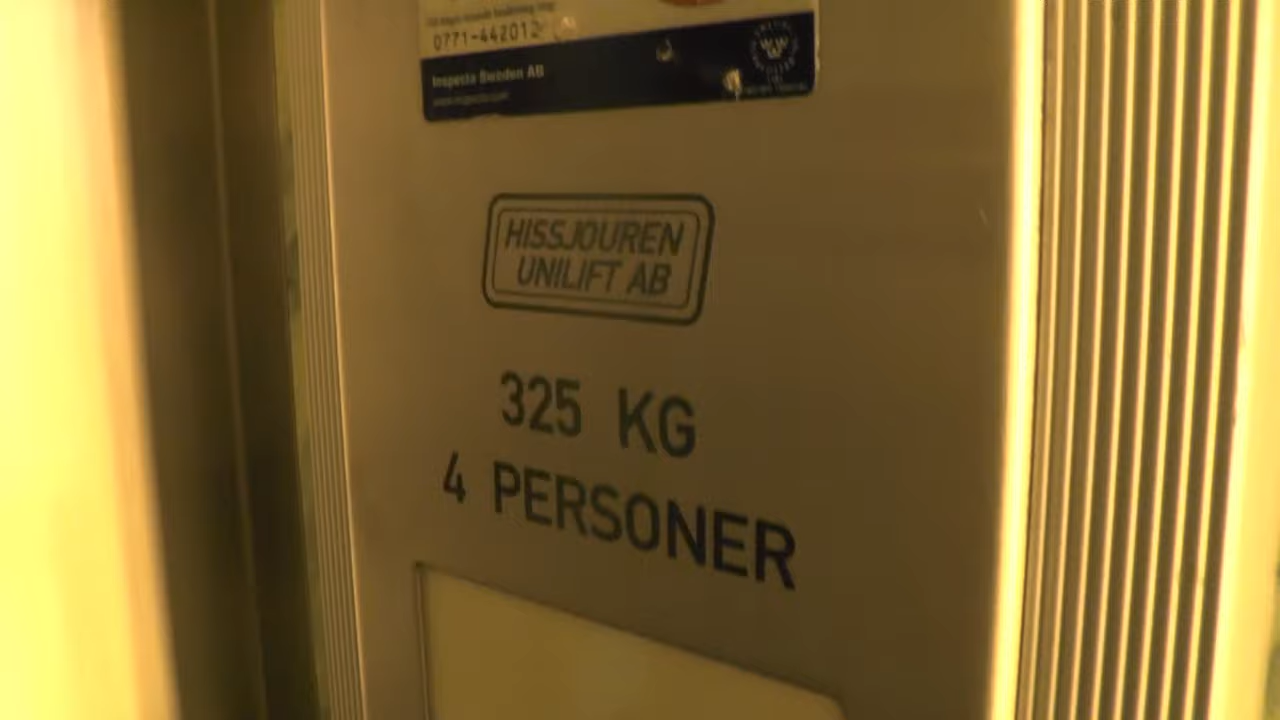 0771-442012
Inspecta Sweden AB
HISSJOUREN
UNILIFT AB
325 KG
4 PERSONER